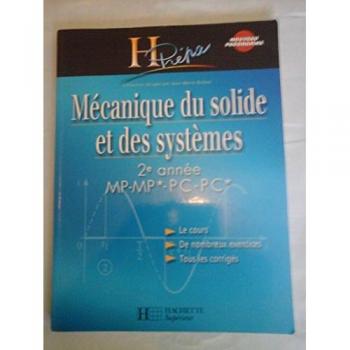 H Prépa
NOUVEAU PROGRAMME
Mécanique du solide
et des systèmes
2e année
MP-MP*-PC-PC*
Le cours
De nombreux exercices
Tous les corrigés
2
H HACHETTE
Supérieur